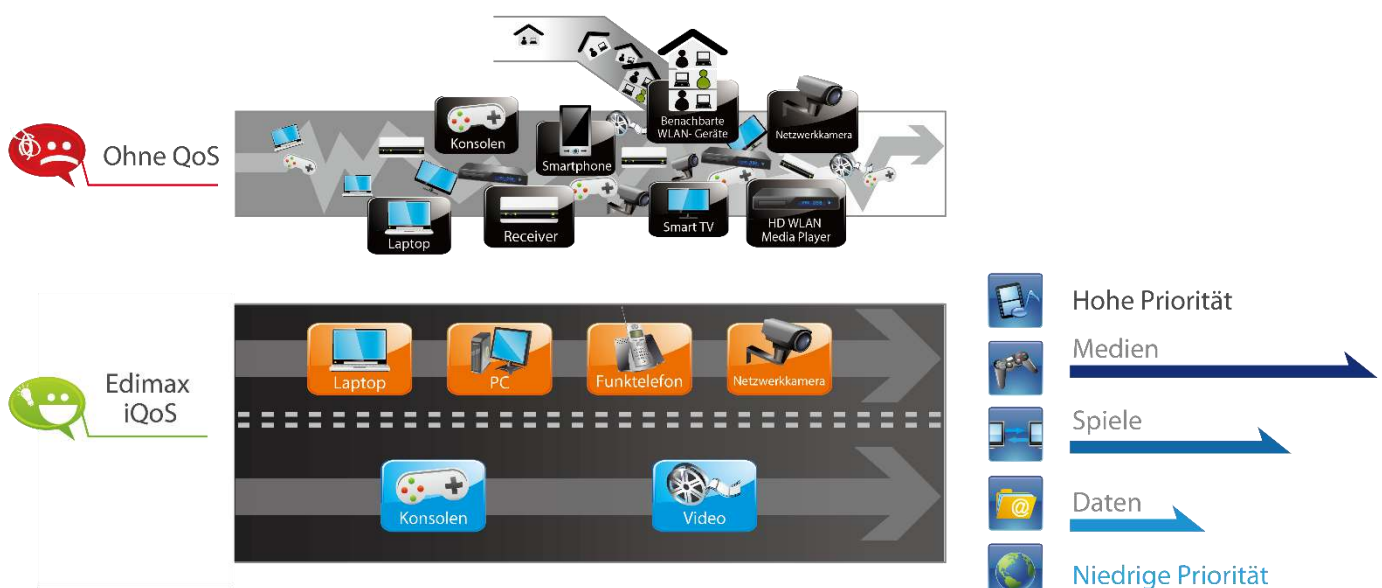 Ohne QoS
Konsolen
Smartphone
Benachbarte
WLAN- Geräte
Netzwerkkamera
Laptop
Receiver
Smart TV
HD WLAN
Media Player
Edimax
iQoS
Laptop
PC
Funktelefon
Netzwerkkamera
Konsolen
Video
Hohe Priorität
Medien
Spiele
@
Daten
Niedrige Priorität